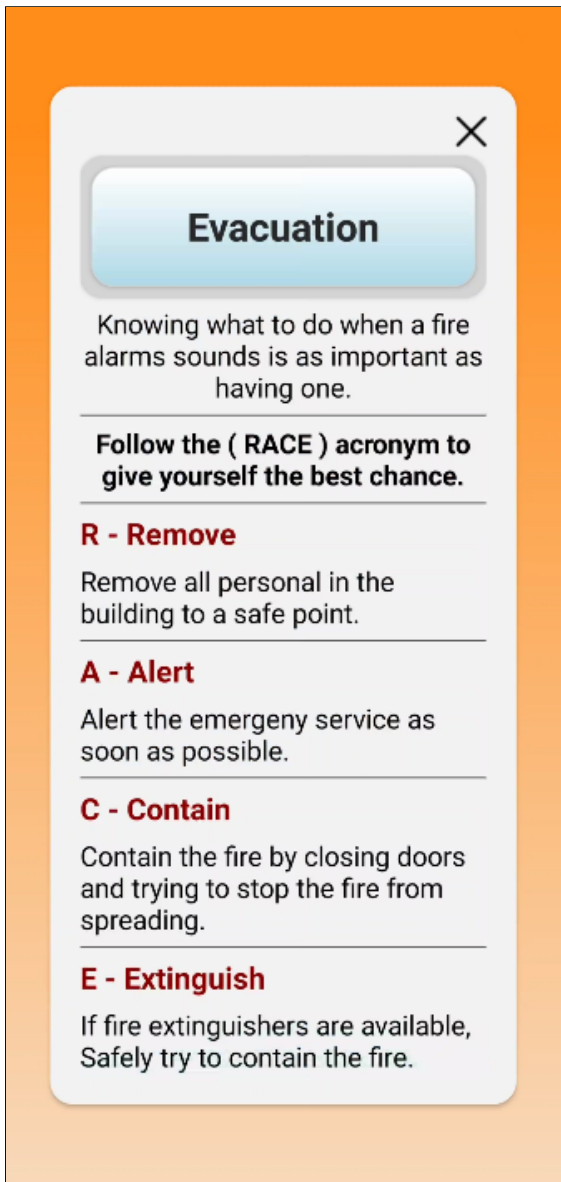 Evacuation
Knowing what to do when a fire
alarms sounds is as important as
having one.
Follow the ( RACE ) acronym to
give yourself the best chance.
R - Remove
Remove all personal in the
building to a safe point.
A - Alert
Alert the emergeny service as
soon as possible.
C - Contain
Contain the fire by closing doors
and trying to stop the fire from
spreading.
E - Extinguish
If fire extinguishers are available,
Safely try to contain the fire.